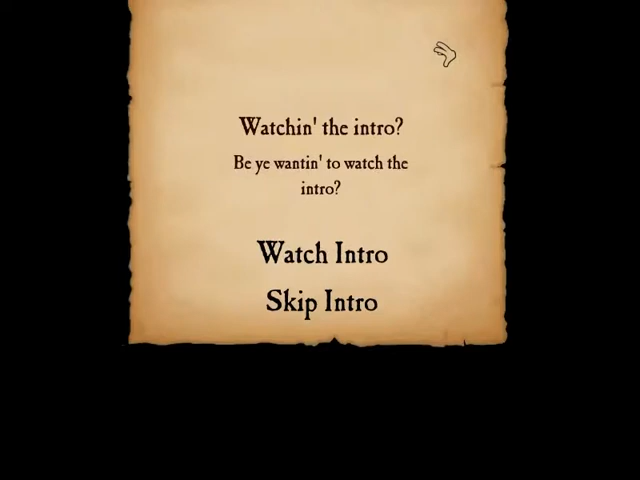 Watchin' the intro?
Be ye wantin' to watch the
intro?
Watch Intro
Skip Intro